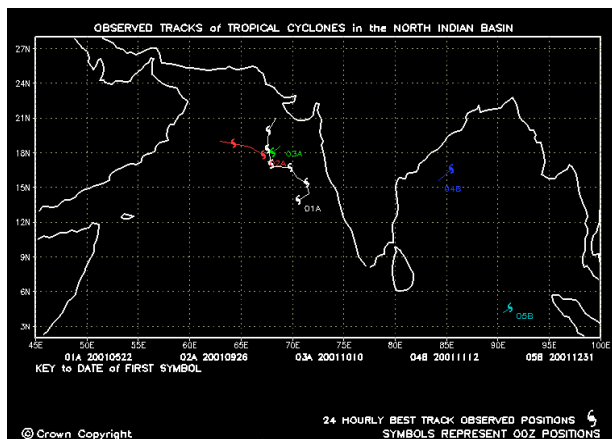 OBSERVED TRACKS of TROPICAL CYCLONES in the NORTH INDIAN BASIN
27N
24N
21N
18N
15N
12N
9N
6N
3N
03A
02A
01A
04B
05B
45E 50E 55E 60E 65E 70E 75E 80E 85E 90E 95E 100E
01A 20010522 02A 20010926 03A 20011010 04B 20011112 05B 20011231
KEY to DATE of FIRST SYMBOL
24 HOURLY BEST TRACK OBSERVED POSITIONS
© Crown Copyright SYMBOLS REPRESENT 00Z POSITIONS